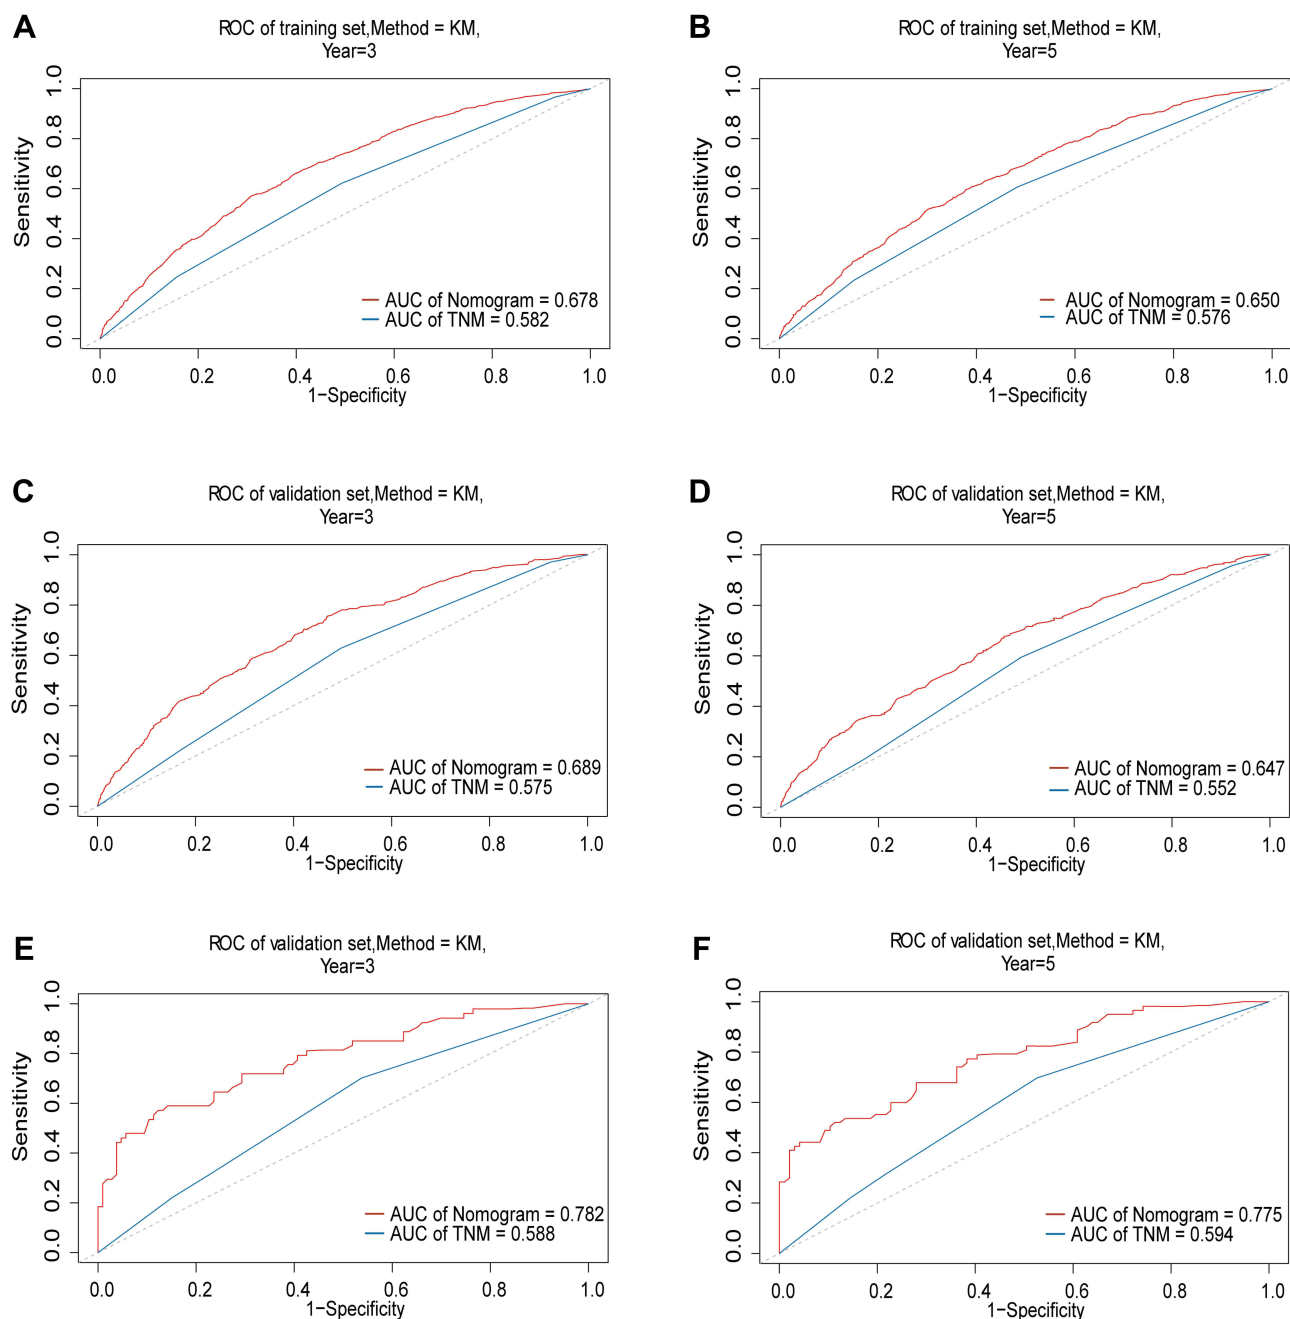 A
ROC of training set,Method = KM,
Year=3
Sensitivity
1.0
0.8
0.6
0.4
0.2
0.0
AUC of Nomogram = 0.678
AUC of TNM = 0.582
0.0 0.2 0.4 0.6 0.8 1.0
1−Specificity
B
ROC of training set,Method = KM,
Year=5
Sensitivity
1.0
0.8
0.6
0.4
0.2
0.0
AUC of Nomogram = 0.650
AUC of TNM = 0.576
0.0 0.2 0.4 0.6 0.8 1.0
1−Specificity
C
ROC of validation set,Method = KM,
Year=3
Sensitivity
1.0
0.8
0.6
0.4
0.2
0.0
AUC of Nomogram = 0.689
AUC of TNM = 0.575
0.0 0.2 0.4 0.6 0.8 1.0
1−Specificity
D
ROC of validation set,Method = KM,
Year=5
Sensitivity
1.0
0.8
0.6
0.4
0.2
0.0
AUC of Nomogram = 0.647
AUC of TNM = 0.552
0.0 0.2 0.4 0.6 0.8 1.0
1−Specificity
E
ROC of validation set,Method = KM,
Year=3
Sensitivity
1.0
0.8
0.6
0.4
0.2
0.0
AUC of Nomogram = 0.782
AUC of TNM = 0.588
0.0 0.2 0.4 0.6 0.8 1.0
1−Specificity
F
ROC of validation set,Method = KM,
Year=5
Sensitivity
1.0
0.8
0.6
0.4
0.2
0.0
AUC of Nomogram = 0.775
AUC of TNM = 0.594
0.0 0.2 0.4 0.6 0.8 1.0
1−Specificity